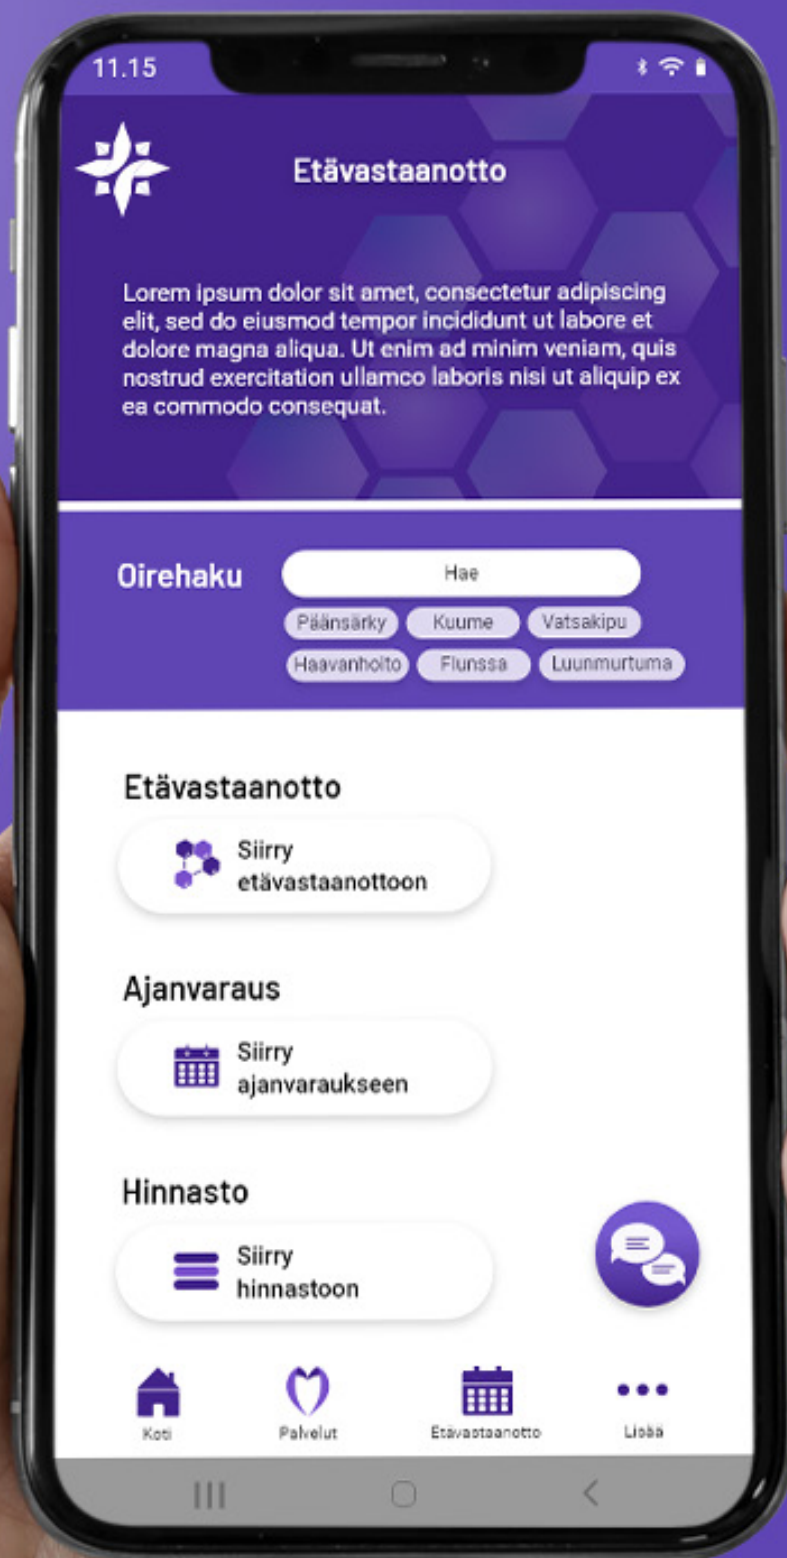 11.15
Etävastaanotto
Lorem ipsum dolor sit amet, consectetur adipiscing
elit, sed do eiusmod tempor incididunt ut labore et
dolore magna aliqua. Ut enim ad minim veniam, quis
nostrud exercitation ullamco laboris nisi ut aliquip ex
ea commodo consequat.
Oirehaku
Hae
Päänsärky Kuume Vatsakipu
Haavanhoito Flunssa Luunmurtuma
Etävastaanotto
Siirry
etävastaanottoon
Ajanvaraus
Siirry
ajanvaraukseen
Hinnasto
Siirry
hinnastoon
Koti Palvelut Etävastaanotto Lisää